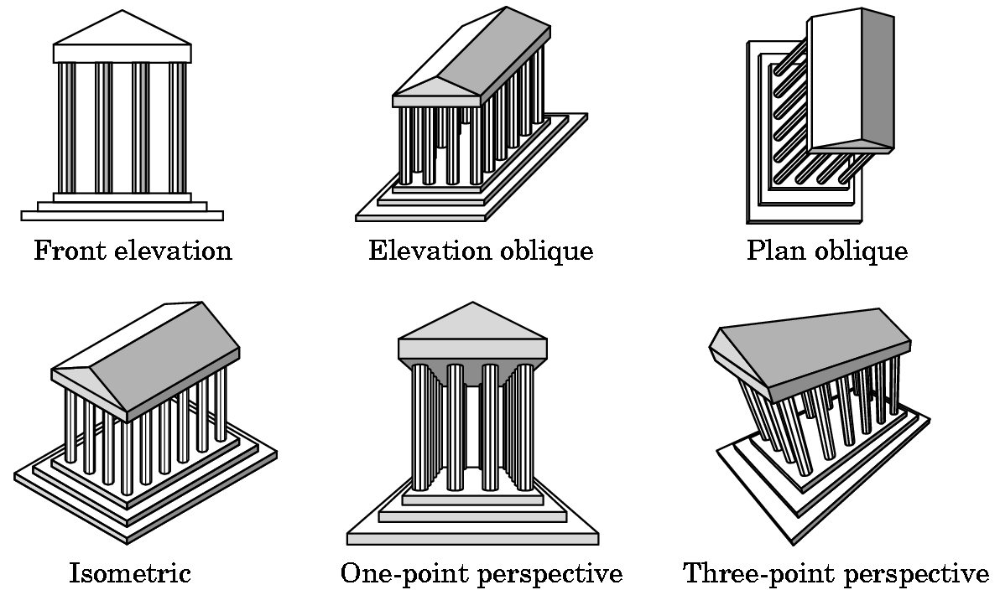 Front elevation
Elevation oblique
Plan oblique
Isometric
One-point perspective
Three-point perspective